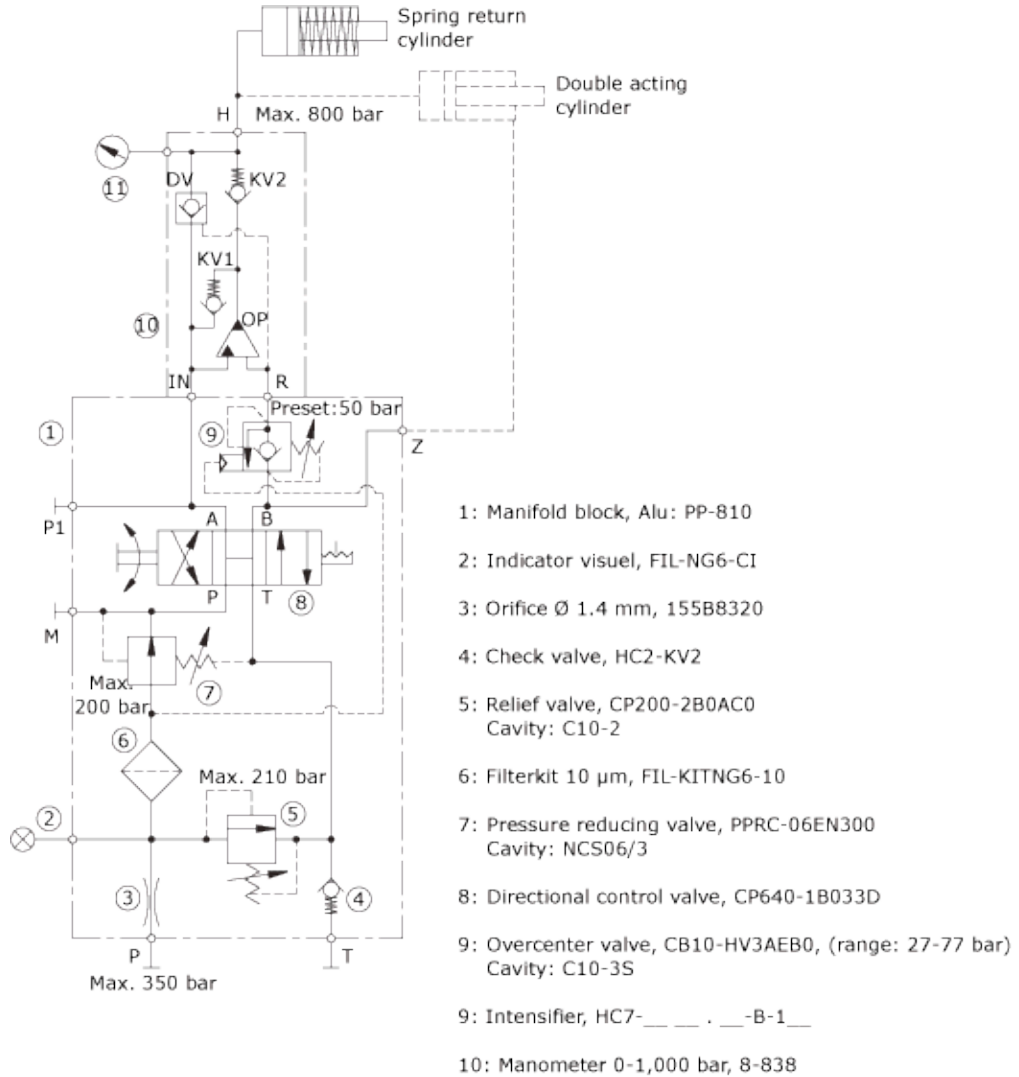 Spring return
cylinder
Double acting
cylinder
H
Max. 800 bar
11
DV
KV2
KV1
10
OP
IN
R
Preset:50 bar
1
9
Z
P1
A
B
P
T
8
M
Max.
200 bar
7
6
Max. 210 bar
2
5
3
4
P
T
Max. 350 bar
1: Manifold block, Alu: PP-810
2: Indicator visuel, FIL-NG6-CI
3: Orifice Ø 1.4 mm, 155B8320
4: Check valve, HC2-KV2
5: Relief valve, CP200-2B0AC0
Cavity: C10-2
6: Filterkit 10 µm, FIL-KITNG6-10
7: Pressure reducing valve, PPRC-06EN300
Cavity: NCS06/3
8: Directional control valve, CP640-1B033D
9: Overcenter valve, CB10-HV3AEB0, (range: 27-77 bar)
Cavity: C10-3S
9: Intensifier, HC7-__ __ . __-B-1__
10: Manometer 0-1,000 bar, 8-838